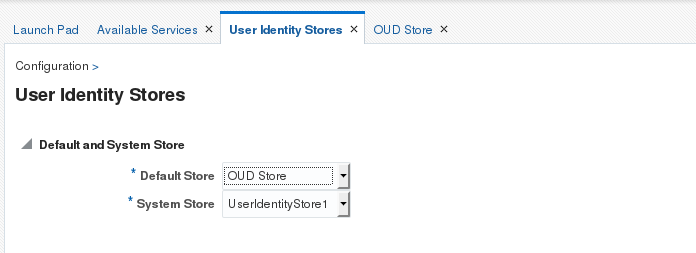 Launch Pad Available Services × User Identity Stores × OUD Store ×
Configuration >
User Identity Stores
Default and System Store
* Default Store OUD Store
* System Store UserIdentityStore1